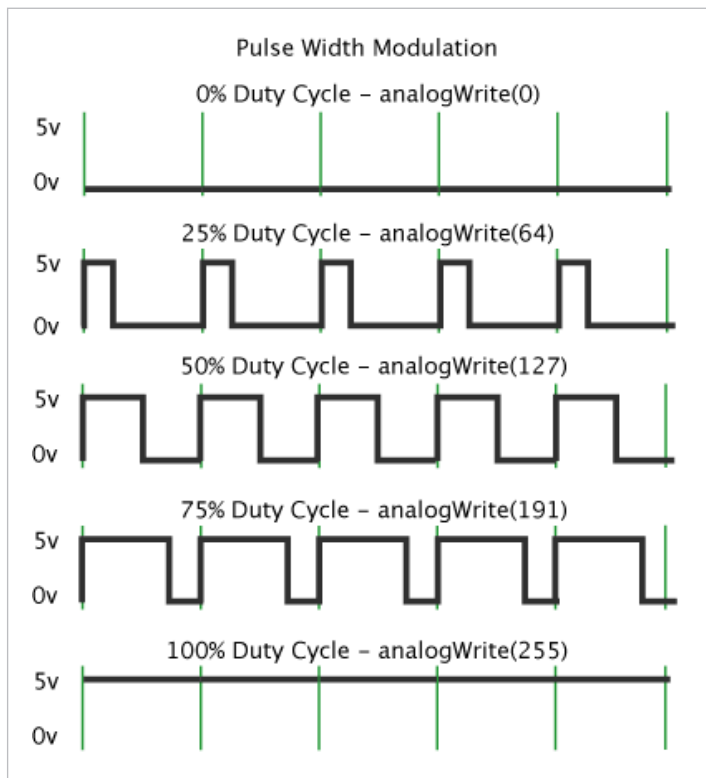 Pulse Width Modulation
0% Duty Cycle – analogWrite(0)
5v
0v
25% Duty Cycle – analogWrite(64)
5v
0v
50% Duty Cycle – analogWrite(127)
5v
0v
75% Duty Cycle – analogWrite(191)
5v
0v
100% Duty Cycle – analogWrite(255)
5v
0v